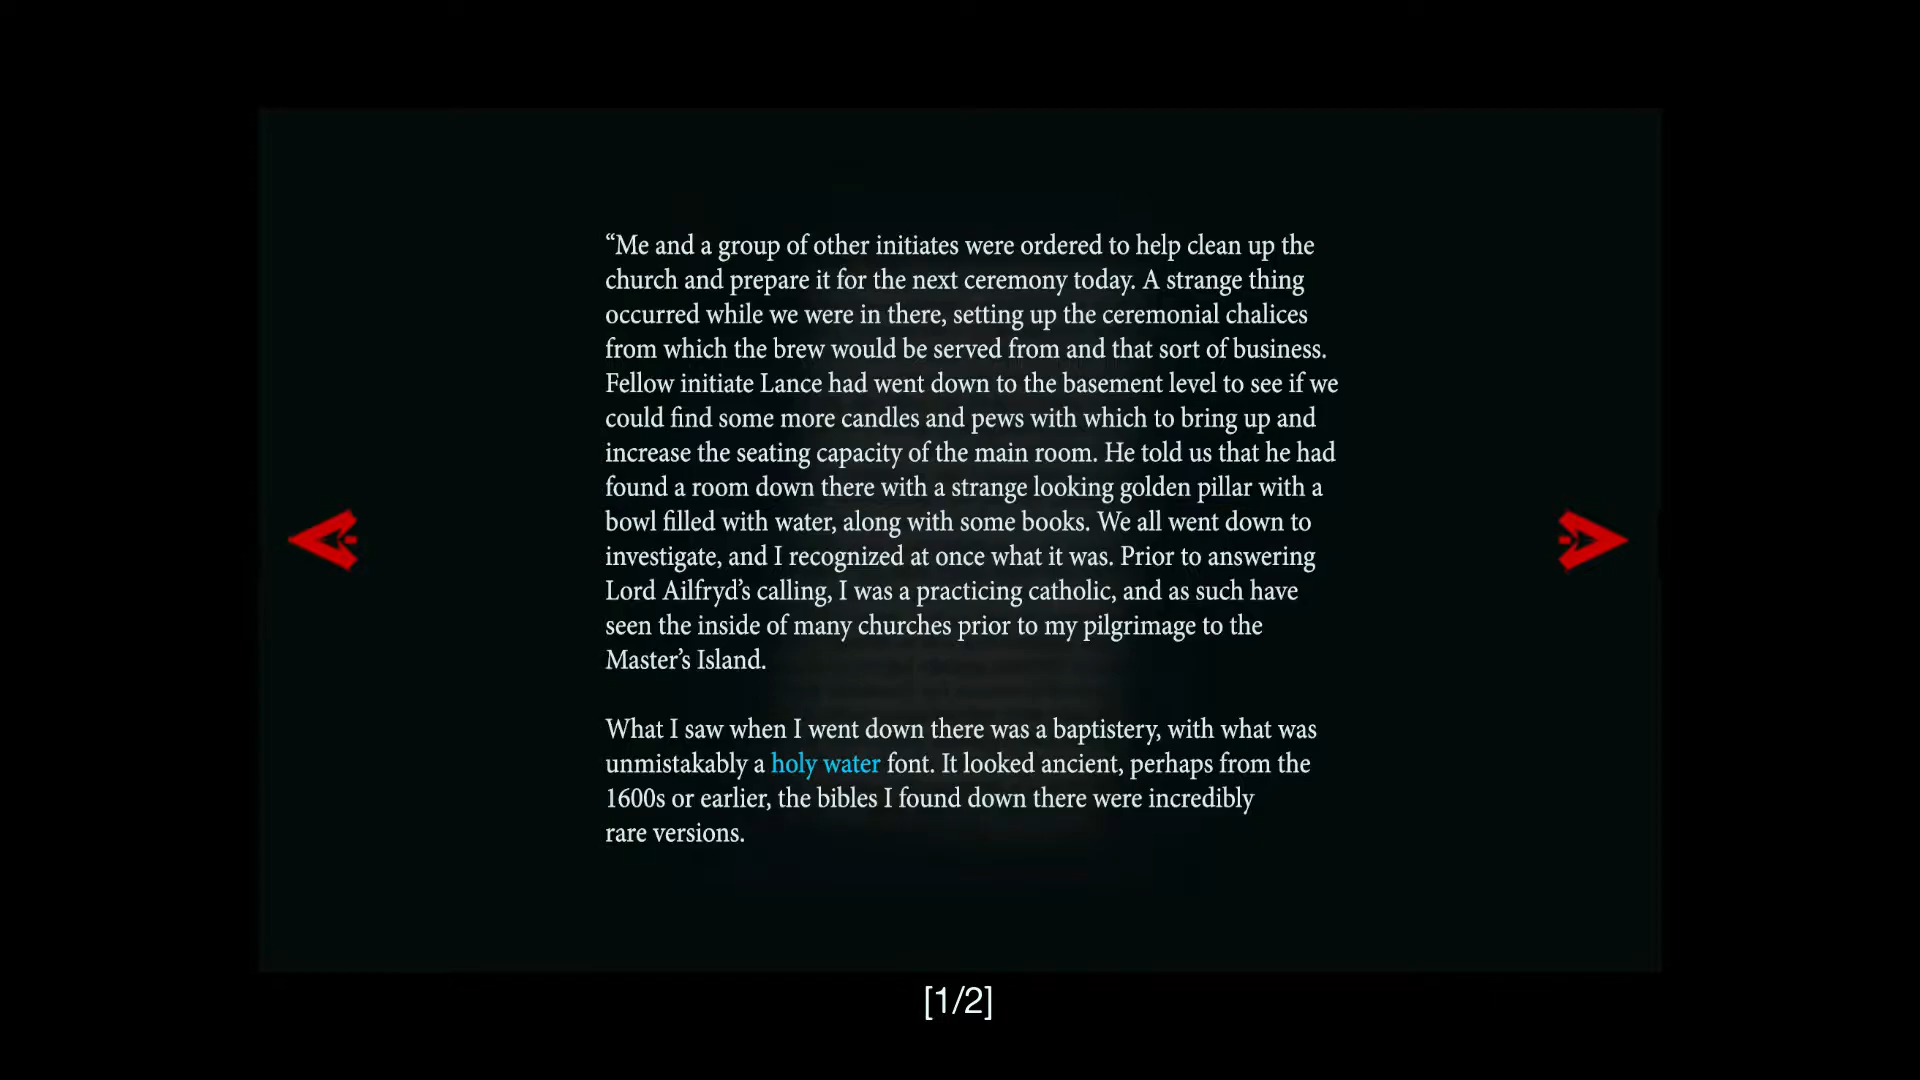 “Me and a group of other initiates were ordered to help clean up the
church and prepare it for the next ceremony today. A strange thing
occurred while we were in there, setting up the ceremonial chalices
from which the brew would be served from and that sort of business.
Fellow initiate Lance had went down to the basement level to see if we
could find some more candles and pews with which to bring up and
increase the seating capacity of the main room. He told us that he had
found a room down there with a strange looking golden pillar with a
bowl filled with water, along with some books. We all went down to
investigate, and I recognized at once what it was. Prior to answering
Lord Ailfryd’s calling, I was a practicing catholic, and as such have
seen the inside of many churches prior to my pilgrimage to the
Master’s Island.
What I saw when I went down there was a baptistery, with what was
unmistakably a holy water font. It looked ancient, perhaps from the
1600s or earlier, the bibles I found down there were incredibly
rare versions.
[1/2]